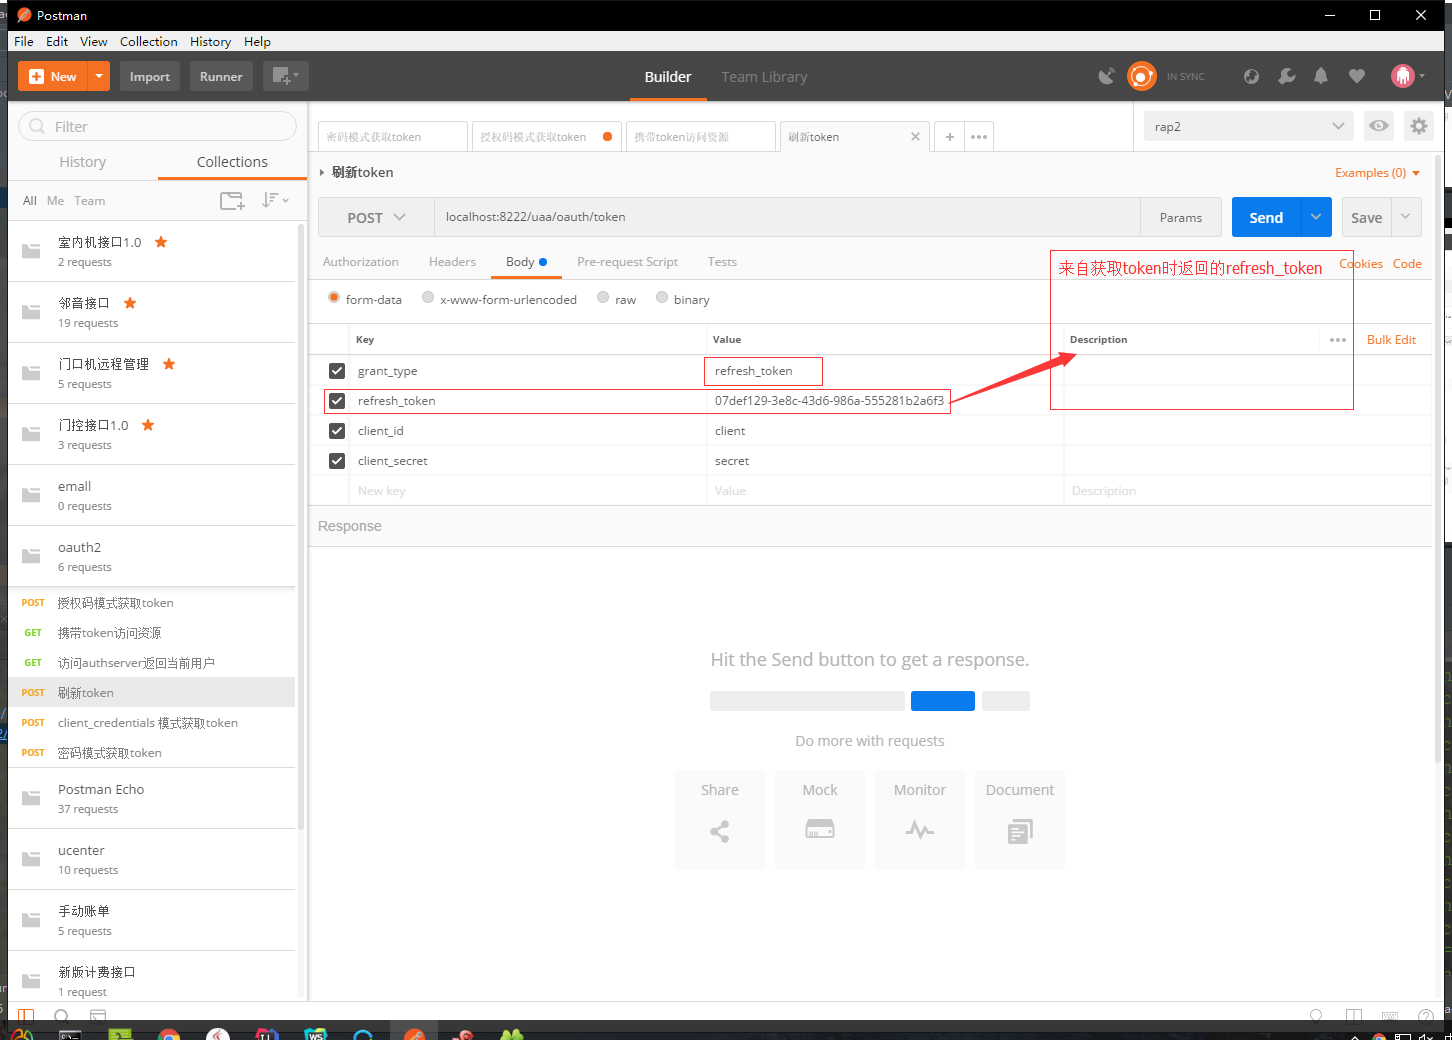 Postman
File Edit View Collection History Help
New Import Runner Builder Team Library IN SYNC
Filter
History Collections
All Me Team
室内机接口1.0
2 requests
邻音接口
19 requests
门口机远程管理
5 requests
门控接口1.0
3 requests
emall
0 requests
oauth2
6 requests
POST 授权码模式获取token
GET 携带token访问资源
GET 访问authserver返回当前用户
POST 刷新token
POST client_credentials 模式获取token
POST 密码模式获取token
Postman Echo
37 requests
ucenter
10 requests
手动账单
5 requests
新版计费接口
1 request
密码模式获取token 授权码模式获取token 携带token访问资源 刷新token
rap2
刷新token
Examples (0)
POST localhost:8222/uaa/oauth/token Params Send Save
Authorization Headers Body Pre-request Script Tests
来自获取token时返回的refresh_token
Cookies Code
form-data x-www-form-urlencoded raw binary
Key Value Description Bulk Edit
grant_type refresh_token
refresh_token 07def129-3e8c-43d6-986a-555281b2a6f3
client_id client
client_secret secret
New key Value Description
Response
Hit the Send button to get a response.
Do more with requests
Share Mock Monitor Document